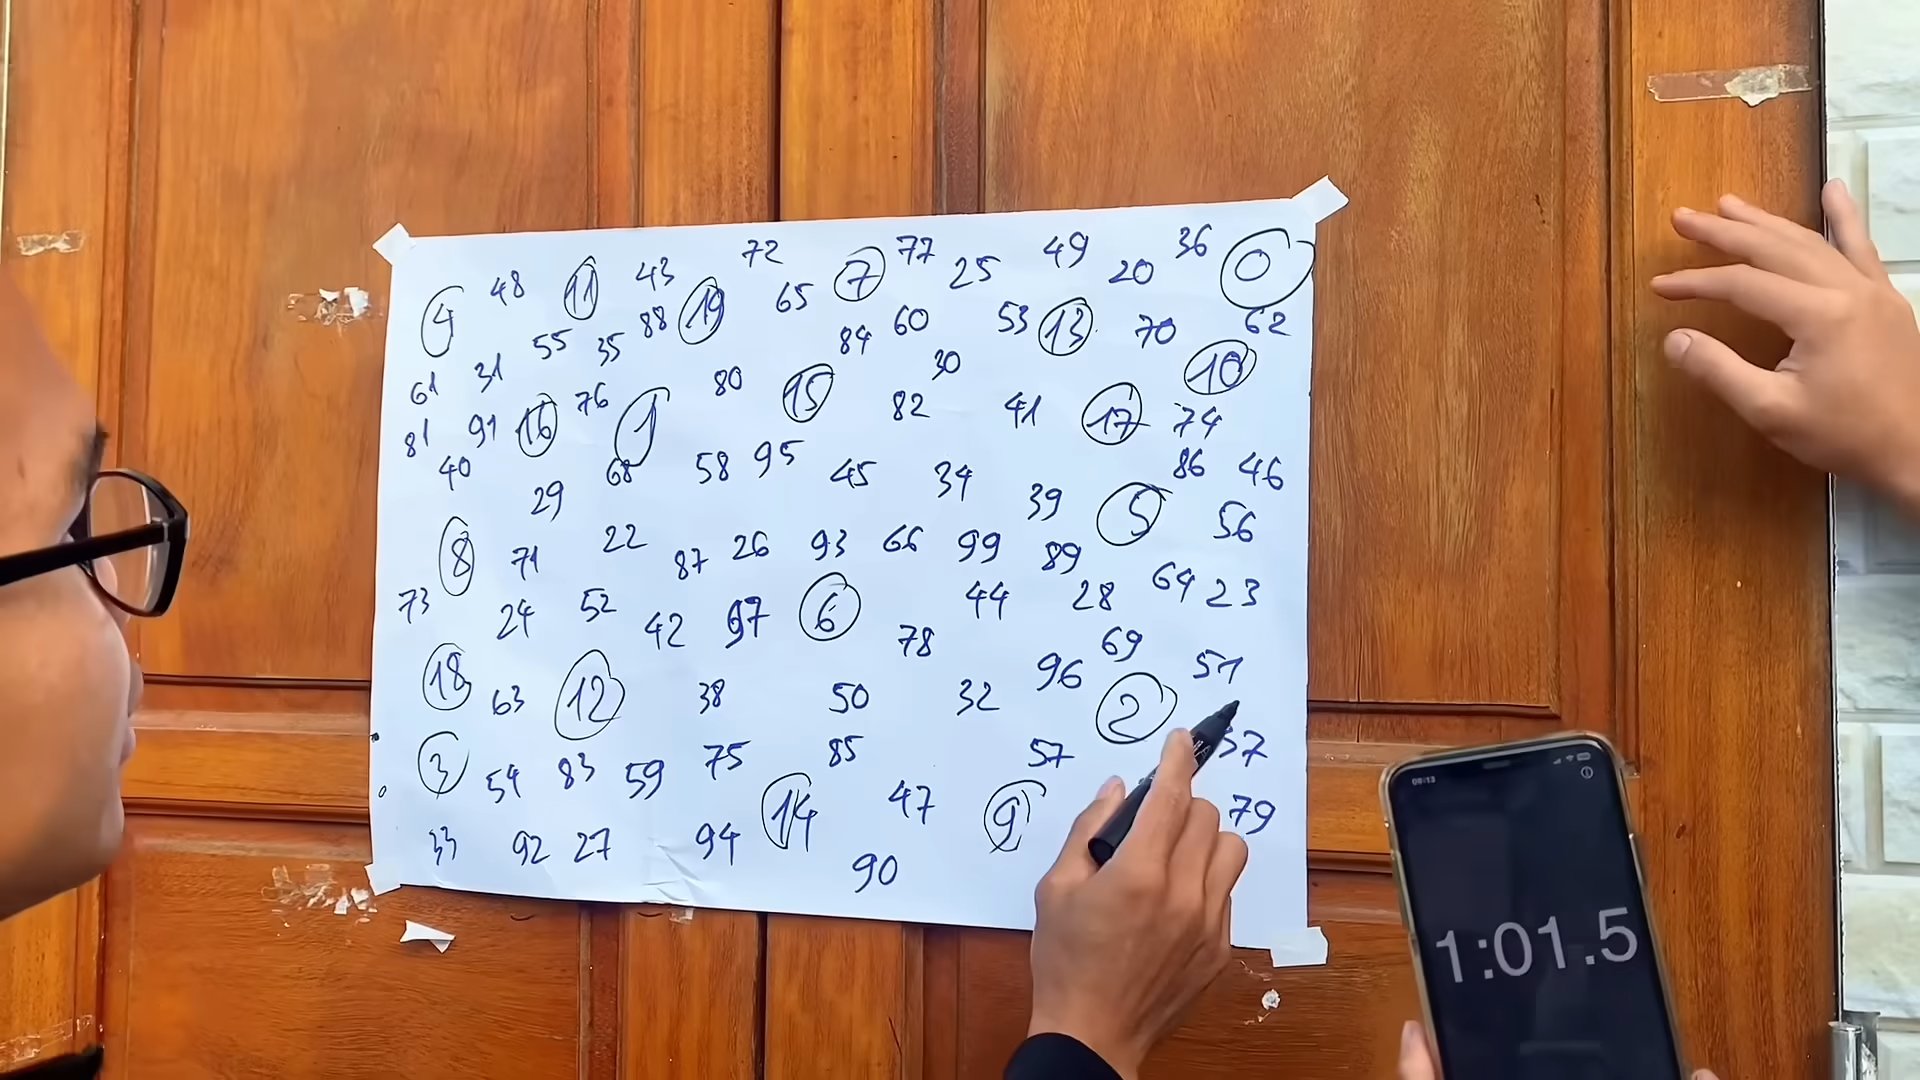 72 77 49 36 0
48 11 43 7 25 20
4 88 19 65 60 53 13 70 62
55 35 84
61 31 80 15 30 10
81 91 16 76 1 82 41 17 74
40 68 58 95 45 34 86 46
29 39 5 56
8 71 22 87 26 93 66 99 89
73 24 52 42 97 6 44 28 64 23
78 69
18 63 12 38 50 32 96 2 51
3 54 83 59 75 85 57 37
14 47 9 79
33 92 27 94 90
09:13
1:01.5